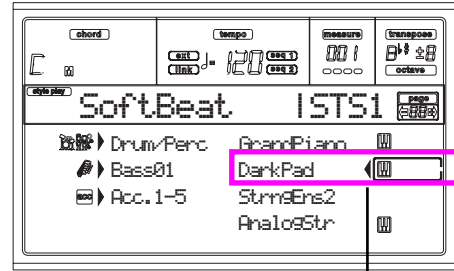 chord tempo measure transpose
ext seq 1
C M link = 120 seq 2 001 B♭♮♯ ±8
octave
style play page
SoftBeat |STS1
Drum/Perc GrandPiano M
Bass01 DarkPad M
ACC Acc.1-5 StrngEns2
AnalogStr M